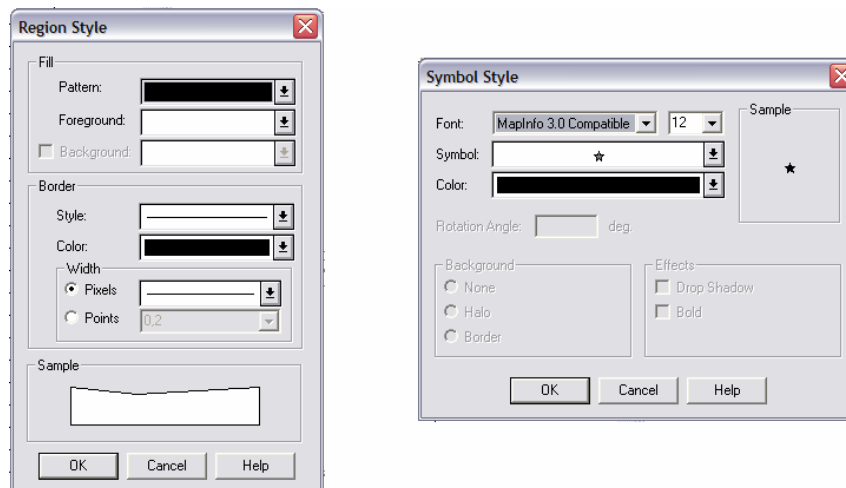 Region Style
Fill
Pattern:
Foreground:
Background:
Border
Style:
Color:
Width
Pixels
Points 0,2
Sample
OK Cancel Help
Symbol Style
Font: MapInfo 3.0 Compatible 12
Symbol:
Color:
Sample
Rotation Angle: deg.
Background
None
Halo
Border
Effects
Drop Shadow
Bold
OK Cancel Help